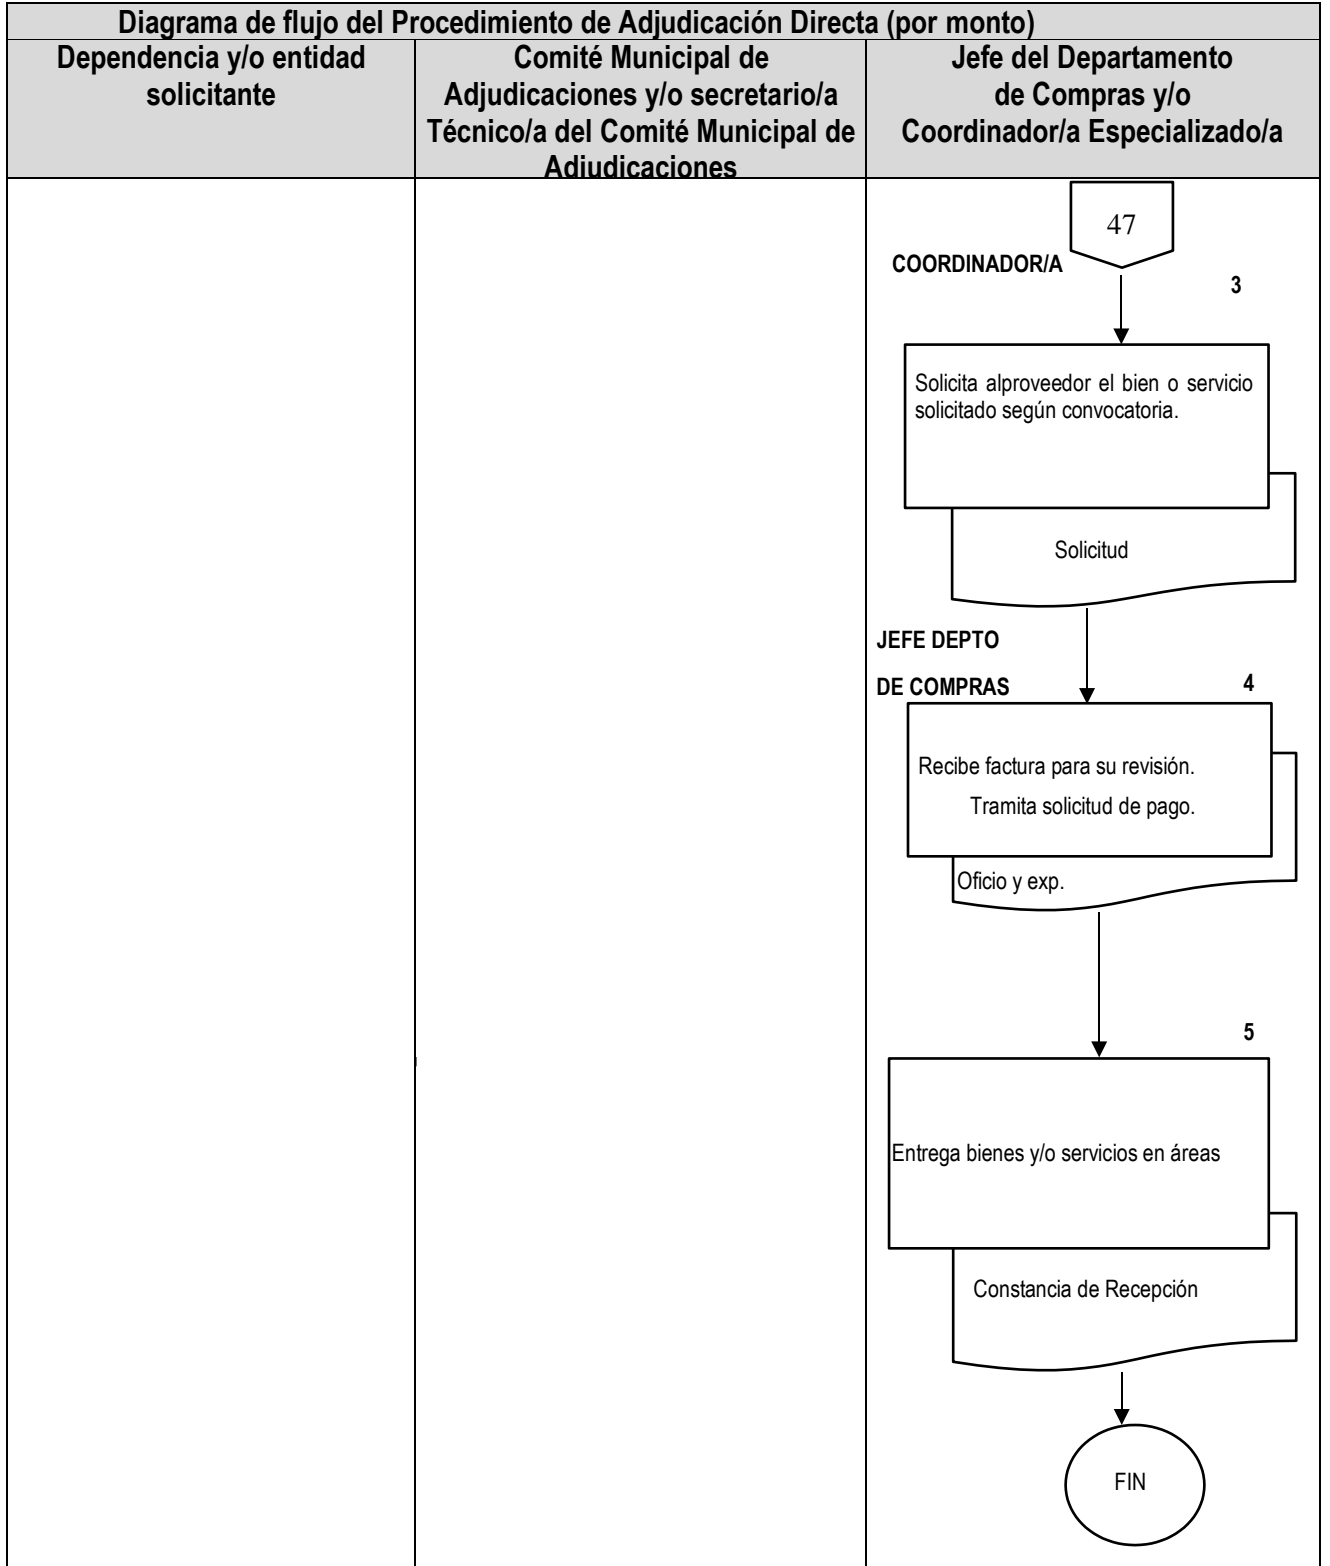 Diagrama de flujo del Procedimiento de Adjudicación Directa (por monto)
Dependencia y/o entidad
solicitante
Comité Municipal de
Adjudicaciones y/o secretario/a
Técnico/a del Comité Municipal de
Adjudicaciones
Jefe del Departamento
de Compras y/o
Coordinador/a Especializado/a
47
COORDINADOR/A
3
Solicita alproveedor el bien o servicio
solicitado según convocatoria.
Solicitud
JEFE DEPTO
DE COMPRAS
4
Recibe factura para su revisión.
Tramita solicitud de pago.
Oficio y exp.
5
Entrega bienes y/o servicios en áreas
Constancia de Recepción
FIN